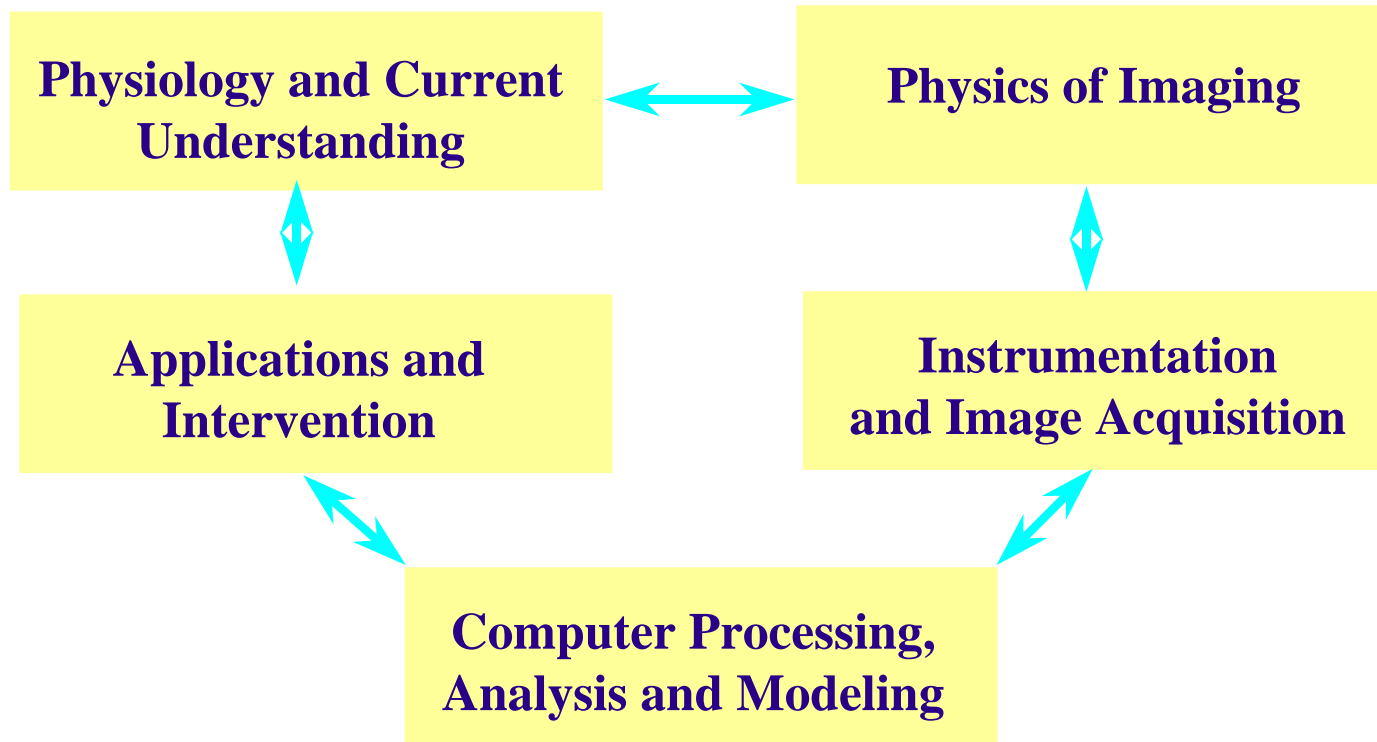 Physiology and Current
Understanding
Physics of Imaging
Applications and
Intervention
Instrumentation
and Image Acquisition
Computer Processing,
Analysis and Modeling